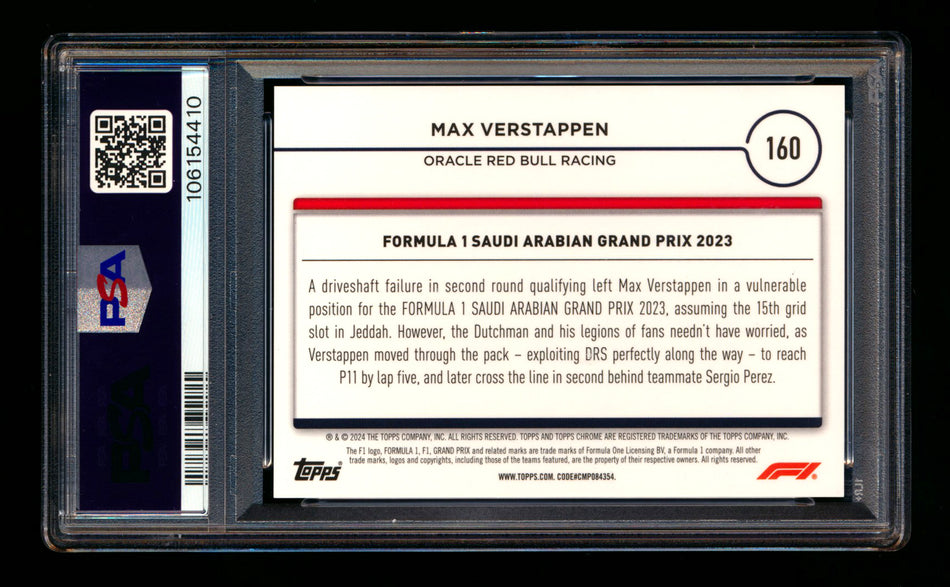 106154410
PSA
MAX VERSTAPPEN
ORACLE RED BULL RACING
160
FORMULA 1 SAUDI ARABIAN GRAND PRIX 2023
A driveshaft failure in second round qualifying left Max Verstappen in a vulnerable
position for the FORMULA 1 SAUDI ARABIAN GRAND PRIX 2023, assuming the 15th grid
slot in Jeddah. However, the Dutchman and his legions of fans needn't have worried, as
Verstappen moved through the pack – exploiting DRS perfectly along the way – to reach
P11 by lap five, and later cross the line in second behind teammate Sergio Perez.
® & © 2024 THE TOPPS COMPANY, INC. ALL RIGHTS RESERVED. TOPPS AND TOPPS CHROME ARE REGISTERED TRADEMARKS OF THE TOPPS COMPANY, INC.
The F1 logo, FORMULA 1, F1, GRAND PRIX and related marks are trade marks of Formula One Licensing BV, a Formula 1 company. All other
trade marks, logos and copyrights, including those of the teams featured, are the property of their respective owners. All rights reserved.
WWW.TOPPS.COM. CODE#CMP084354.
Topps
F1
PSA